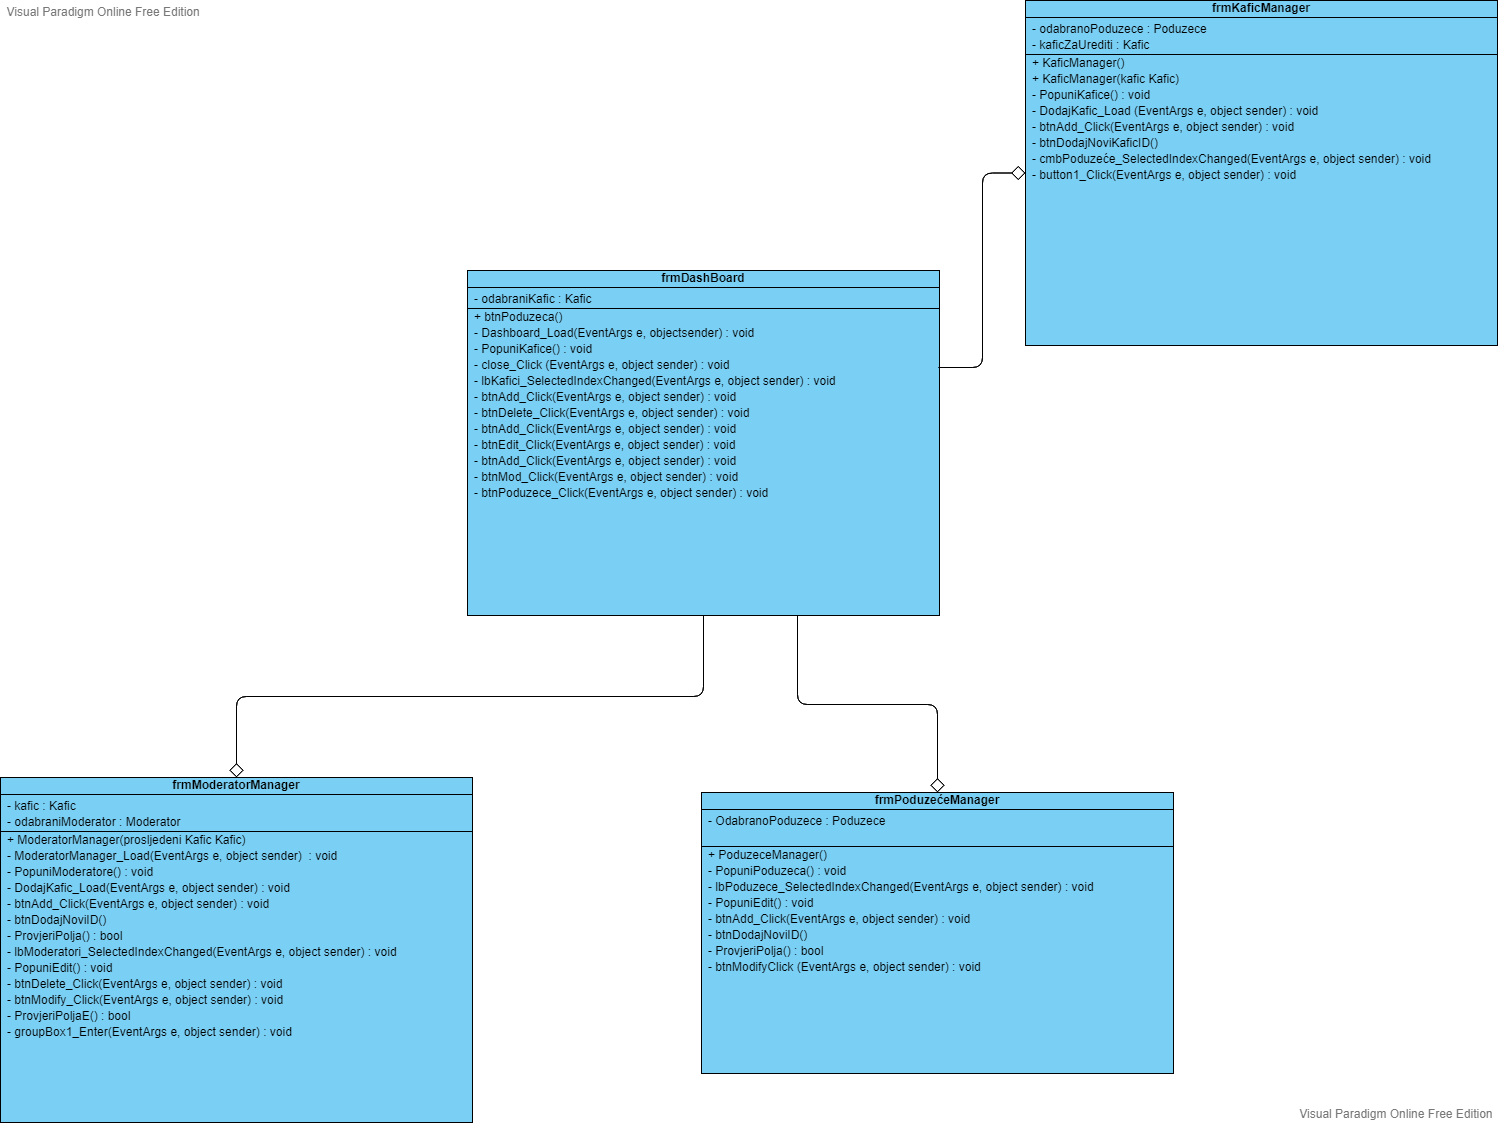 Visual Paradigm Online Free Edition
frmKaficManager
- odabranoPoduzece : Poduzece
- kaficZaUrediti : Kafic
+ KaficManager()
+ KaficManager(kafic Kafic)
- PopuniKafice() : void
- DodajKafic_Load (EventArgs e, object sender) : void
- btnAdd_Click(EventArgs e, object sender) : void
- btnDodajNoviKaficID()
- cmbPoduzeće_SelectedIndexChanged(EventArgs e, object sender) : void
- button1_Click(EventArgs e, object sender) : void
frmDashBoard
- odabraniKafic : Kafic
+ btnPoduzeca()
- Dashboard_Load(EventArgs e, objectsender) : void
- PopuniKafice() : void
- close_Click (EventArgs e, object sender) : void
- lbKafici_SelectedIndexChanged(EventArgs e, object sender) : void
- btnAdd_Click(EventArgs e, object sender) : void
- btnDelete_Click(EventArgs e, object sender) : void
- btnAdd_Click(EventArgs e, object sender) : void
- btnEdit_Click(EventArgs e, object sender) : void
- btnAdd_Click(EventArgs e, object sender) : void
- btnMod_Click(EventArgs e, object sender) : void
- btnPoduzece_Click(EventArgs e, object sender) : void
frmModeratorManager
- kafic : Kafic
- odabraniModerator : Moderator
+ ModeratorManager(prosljedeni Kafic Kafic)
- ModeratorManager_Load(EventArgs e, object sender)  : void
- PopuniModeratore() : void
- DodajKafic_Load(EventArgs e, object sender) : void
- btnAdd_Click(EventArgs e, object sender) : void
- btnDodajNoviID()
- ProvjeriPolja() : bool
- lbModeratori_SelectedIndexChanged(EventArgs e, object sender) : void
- PopuniEdit() : void
- btnDelete_Click(EventArgs e, object sender) : void
- btnModify_Click(EventArgs e, object sender) : void
- ProvjeriPoljaE() : bool
- groupBox1_Enter(EventArgs e, object sender) : void
frmPoduzećeManager
- OdabranoPoduzece : Poduzece
+ PoduzeceManager()
- PopuniPoduzeca() : void
- lbPoduzece_SelectedIndexChanged(EventArgs e, object sender) : void
- PopuniEdit() : void
- btnAdd_Click(EventArgs e, object sender) : void
- btnDodajNoviID()
- ProvjeriPolja() : bool
- btnModifyClick (EventArgs e, object sender) : void
Visual Paradigm Online Free Edition